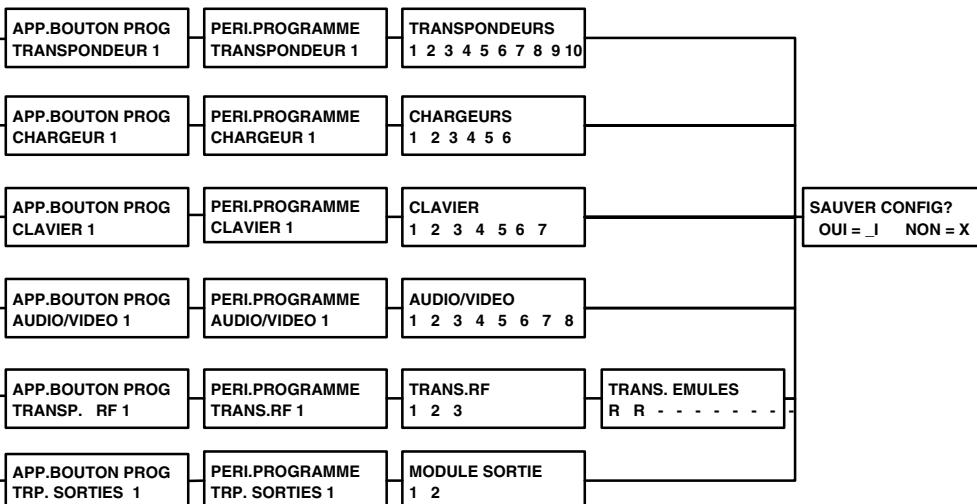 APP.BOUTON PROG
TRANSPONDEUR 1
PERI.PROGRAMME
TRANSPONDEUR 1
TRANSPONDEURS
1 2 3 4 5 6 7 8 9 10
APP.BOUTON PROG
CHARGEUR 1
PERI.PROGRAMME
CHARGEUR 1
CHARGEURS
1 2 3 4 5 6
APP.BOUTON PROG
CLAVIER 1
PERI.PROGRAMME
CLAVIER 1
CLAVIER
1 2 3 4 5 6 7
SAUVER CONFIG?
OUI = _I NON = X
APP.BOUTON PROG
AUDIO/VIDEO 1
PERI.PROGRAMME
AUDIO/VIDEO 1
AUDIO/VIDEO
1 2 3 4 5 6 7 8
APP.BOUTON PROG
TRANSP. RF 1
PERI.PROGRAMME
TRANS.RF 1
TRANS.RF
1 2 3
TRANS. EMULES
R R - - - - - - - -
APP.BOUTON PROG
TRP. SORTIES 1
PERI.PROGRAMME
TRP. SORTIES 1
MODULE SORTIE
1 2